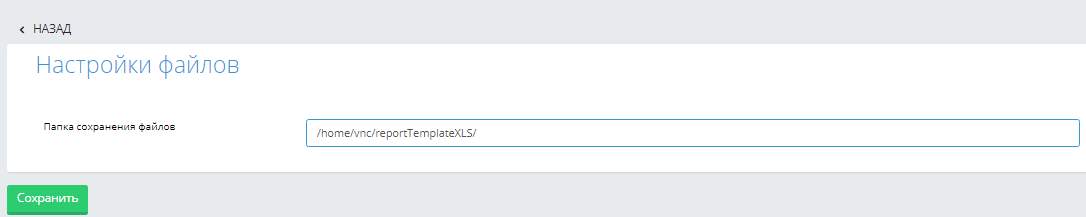 НАЗАД
Настройки файлов
Папка сохранения файлов
/home/vnc/reportTemplateXLS/
Сохранить